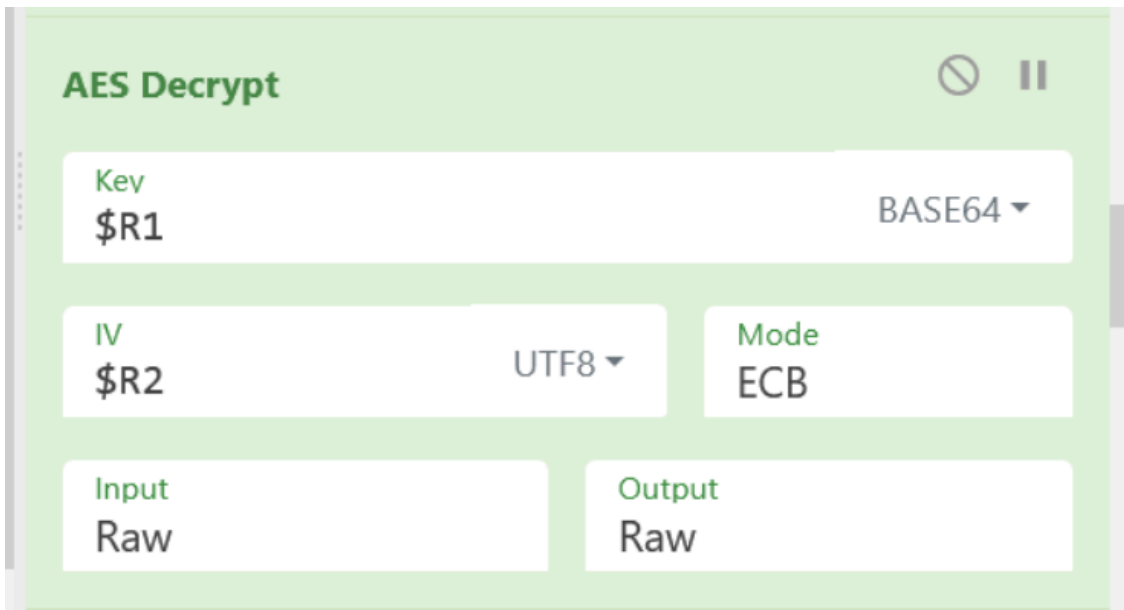 AES Decrypt
Key
$R1
BASE64
IV
$R2
UTF8
Mode
ECB
Input
Raw
Output
Raw